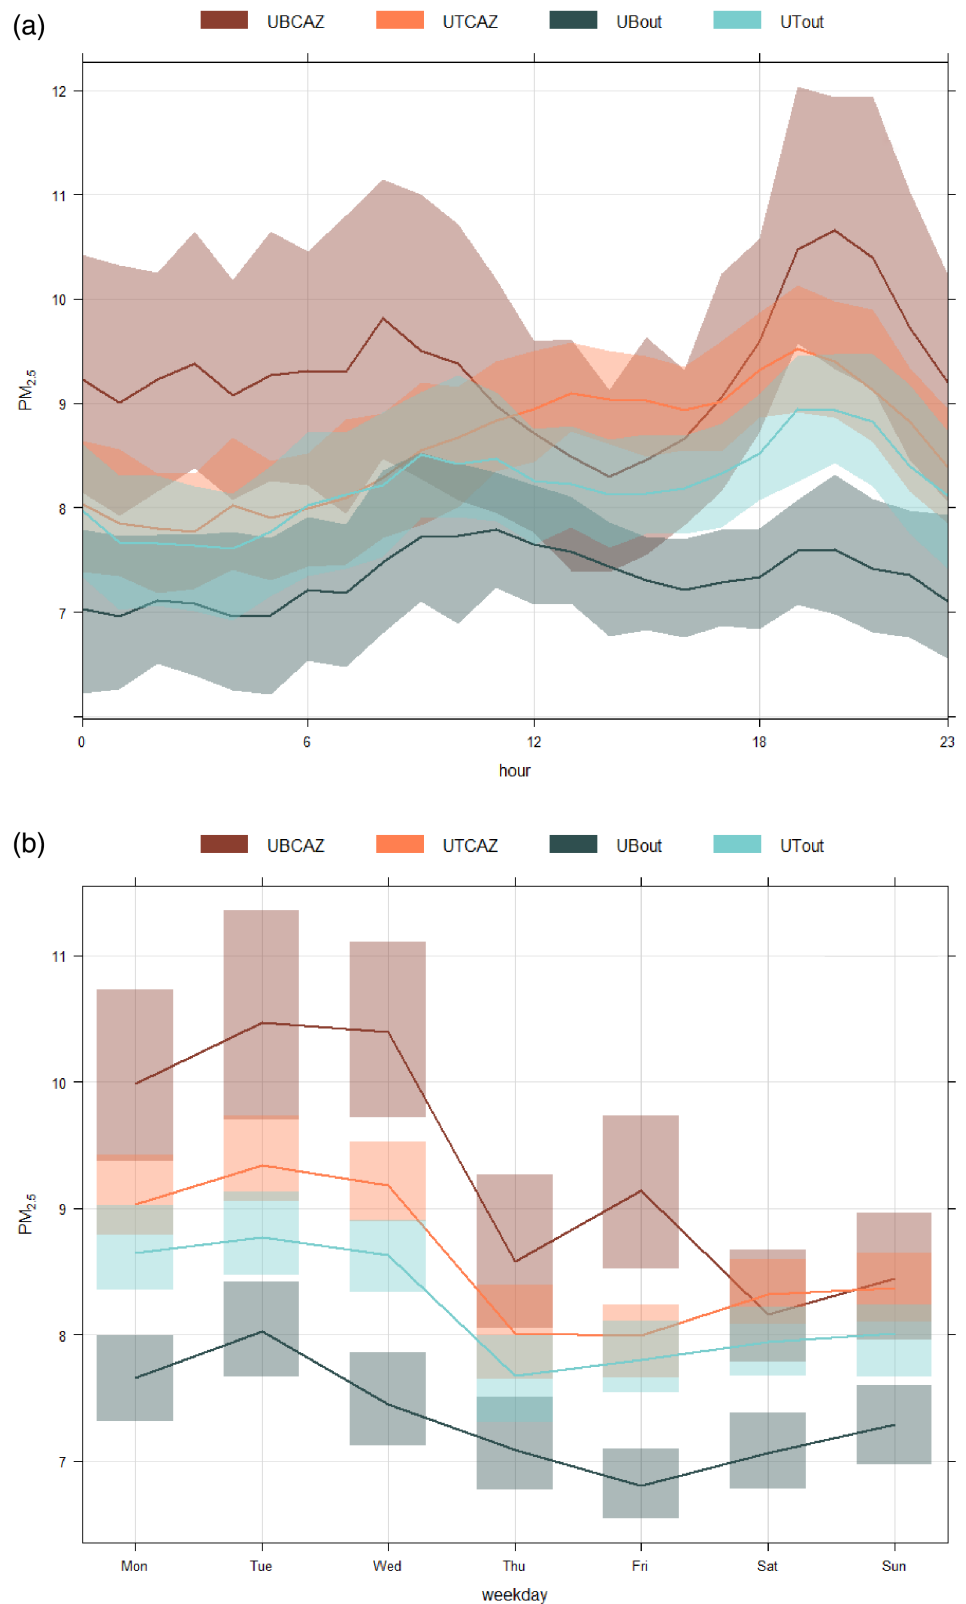 (a)
UBCAZ UTCAZ UBout UTout
12
11
10
9
8
7
PM2.5
0 6 12 18 23
hour
(b)
UBCAZ UTCAZ UBout UTout
11
10
9
8
7
PM2.5
Mon Tue Wed Thu Fri Sat Sun
weekday